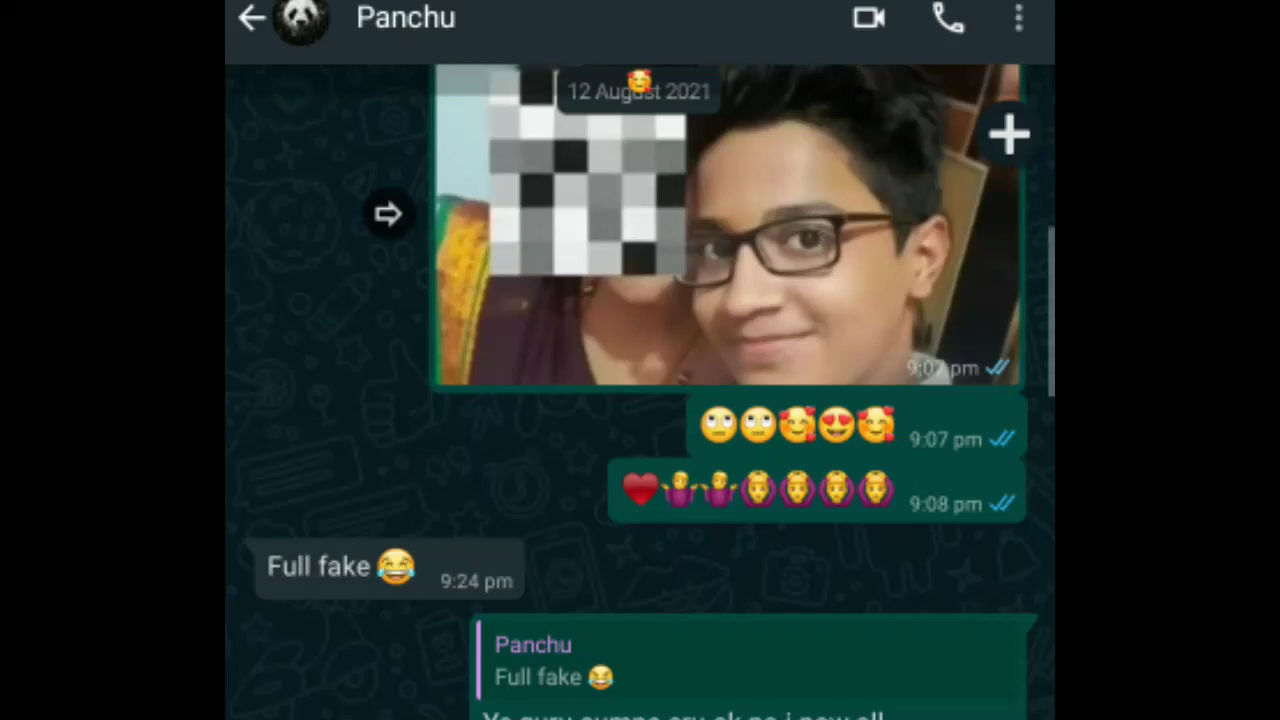 Panchu
12 August 2021
9:07 pm
9:07 pm
9:08 pm
Full fake 😂
9:24 pm
Panchu
Full fake 😂